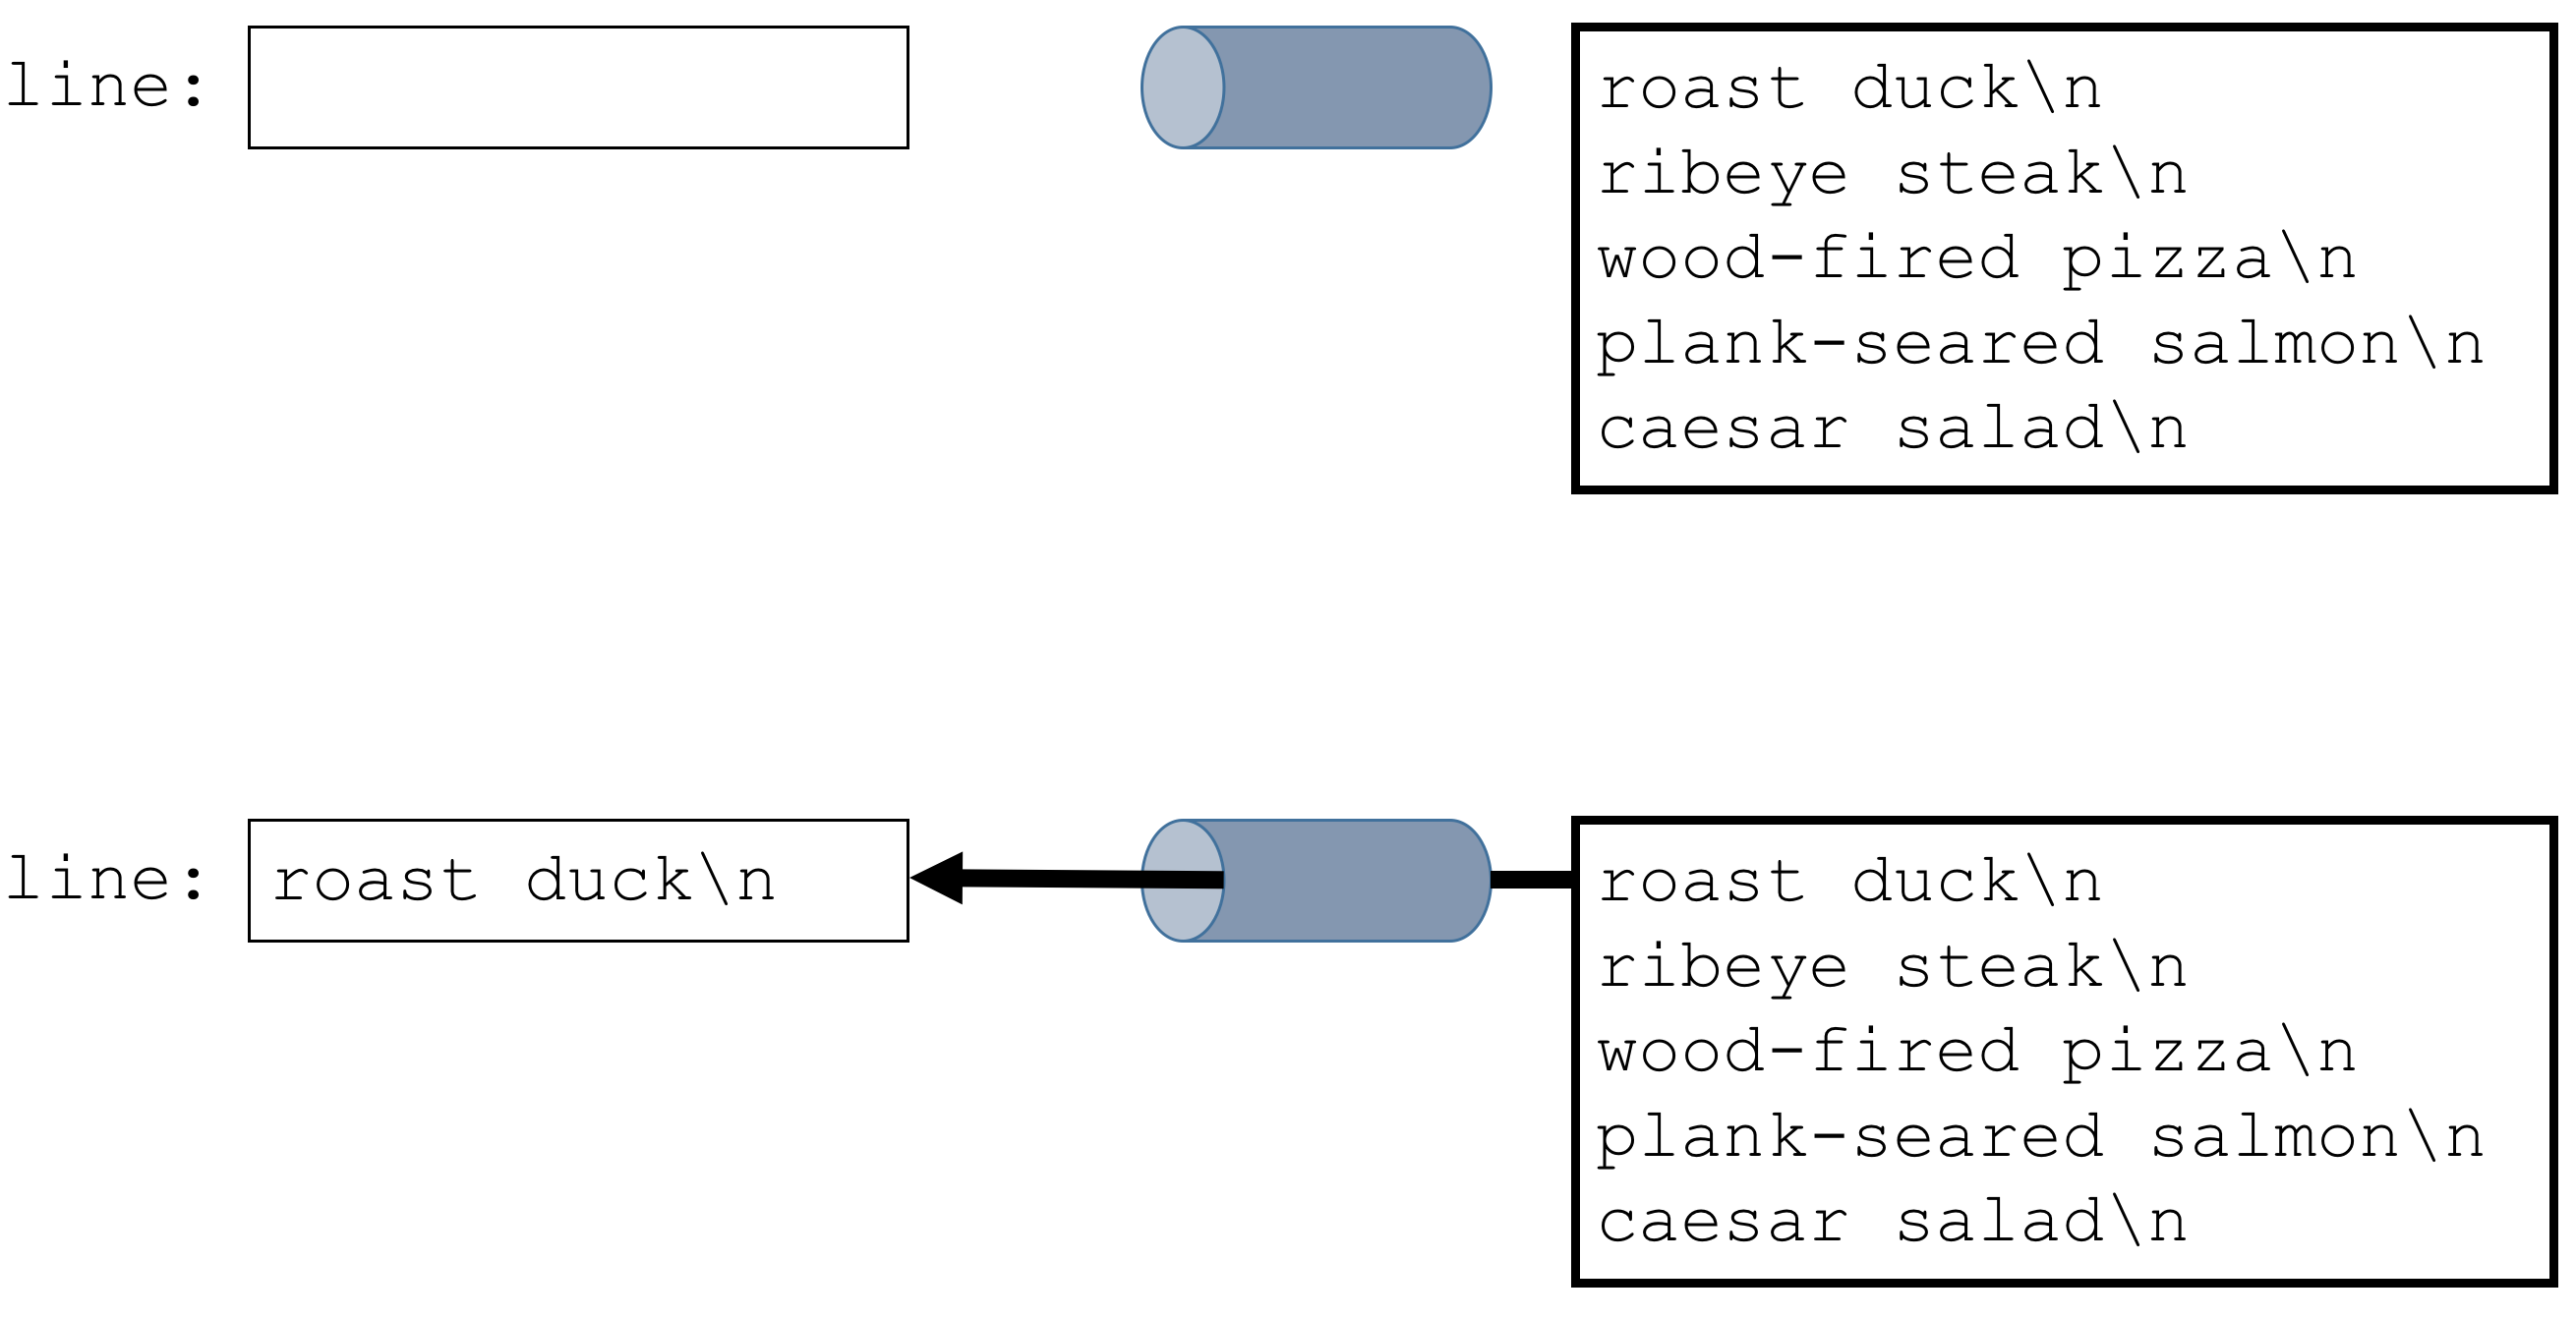 line:
roast duck\n
ribeye steak\n
wood-fired pizza\n
plank-seared salmon\n
caesar salad\n
line: roast duck\n
roast duck\n
ribeye steak\n
wood-fired pizza\n
plank-seared salmon\n
caesar salad\n